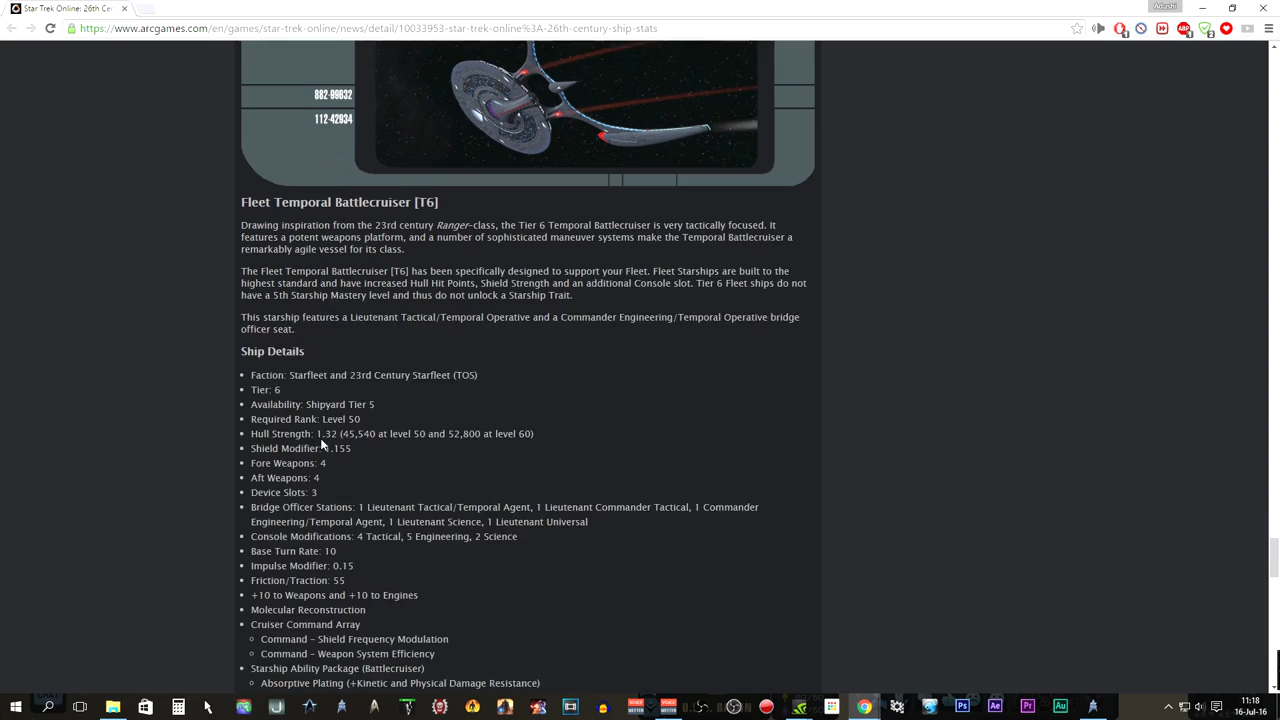 Star Trek Online: 26th Ce
Adushi
https://www.arcgames.com/en/games/star-trek-online/news/detail/10033953-star-trek-online%3A-26th-century-ship-stats
882-99632
112-42834
Fleet Temporal Battlecruiser [T6]
Drawing inspiration from the 23rd century Ranger-class, the Tier 6 Temporal Battlecruiser is very tactically focused. It
features a potent weapons platform, and a number of sophisticated maneuver systems make the Temporal Battlecruiser a
remarkably agile vessel for its class.
The Fleet Temporal Battlecruiser [T6] has been specifically designed to support your Fleet. Fleet Starships are built to the
highest standard and have increased Hull Hit Points, Shield Strength and an additional Console slot. Tier 6 Fleet ships do not
have a 5th Starship Mastery level and thus do not unlock a Starship Trait.
This starship features a Lieutenant Tactical/Temporal Operative and a Commander Engineering/Temporal Operative bridge
officer seat.
Ship Details
• Faction: Starfleet and 23rd Century Starfleet (TOS)
• Tier: 6
• Availability: Shipyard Tier 5
• Required Rank: Level 50
• Hull Strength: 1.32 (45,540 at level 50 and 52,800 at level 60)
• Shield Modifier: .155
• Fore Weapons: 4
• Aft Weapons: 4
• Device Slots: 3
• Bridge Officer Stations: 1 Lieutenant Tactical/Temporal Agent, 1 Lieutenant Commander Tactical, 1 Commander
Engineering/Temporal Agent, 1 Lieutenant Science, 1 Lieutenant Universal
• Console Modifications: 4 Tactical, 5 Engineering, 2 Science
• Base Turn Rate: 10
• Impulse Modifier: 0.15
• Friction/Traction: 55
• +10 to Weapons and +10 to Engines
• Molecular Reconstruction
• Cruiser Command Array
○ Command – Shield Frequency Modulation
○ Command – Weapon System Efficiency
• Starship Ability Package (Battlecruiser)
○ Absorptive Plating (+Kinetic and Physical Damage Resistance)
CHAT
11:18
16-Jul-16